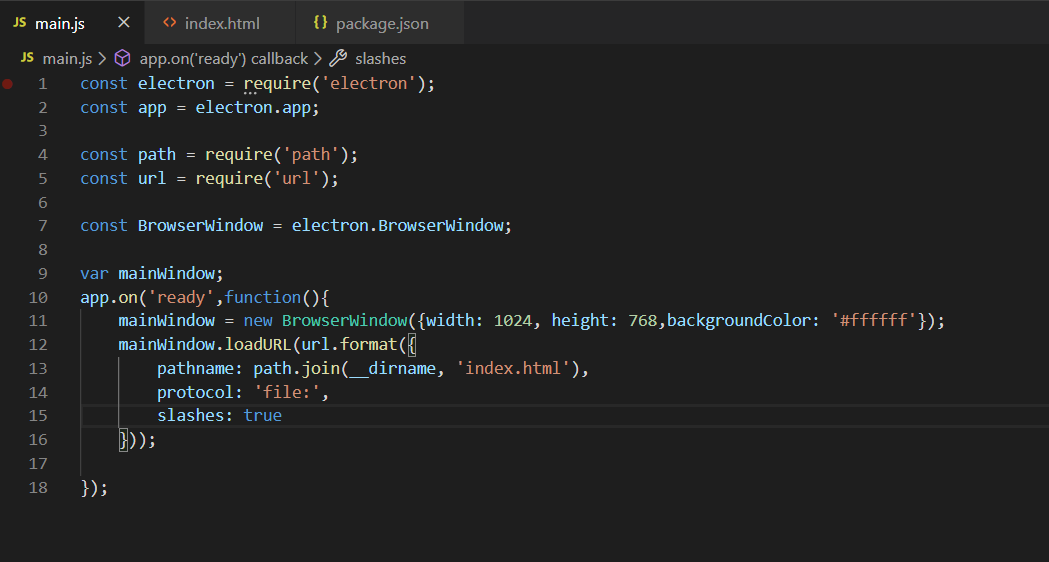 JS main.js × <> index.html {} package.json
JS main.js > app.on('ready') callback > slashes
1 const electron = require('electron');
2 const app = electron.app;
3
4 const path = require('path');
5 const url = require('url');
6
7 const BrowserWindow = electron.BrowserWindow;
8
9 var mainWindow;
10 app.on('ready',function(){
11     mainWindow = new BrowserWindow({width: 1024, height: 768,backgroundColor: '#ffffff'});
12     mainWindow.loadURL(url.format({
13         pathname: path.join(__dirname, 'index.html'),
14         protocol: 'file:',
15         slashes: true
16     }));
17
18 });